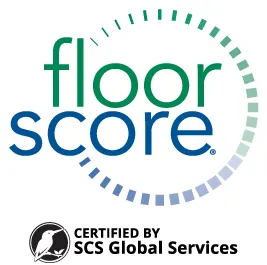 floor
score®
CERTIFIED BY
SCS Global Services